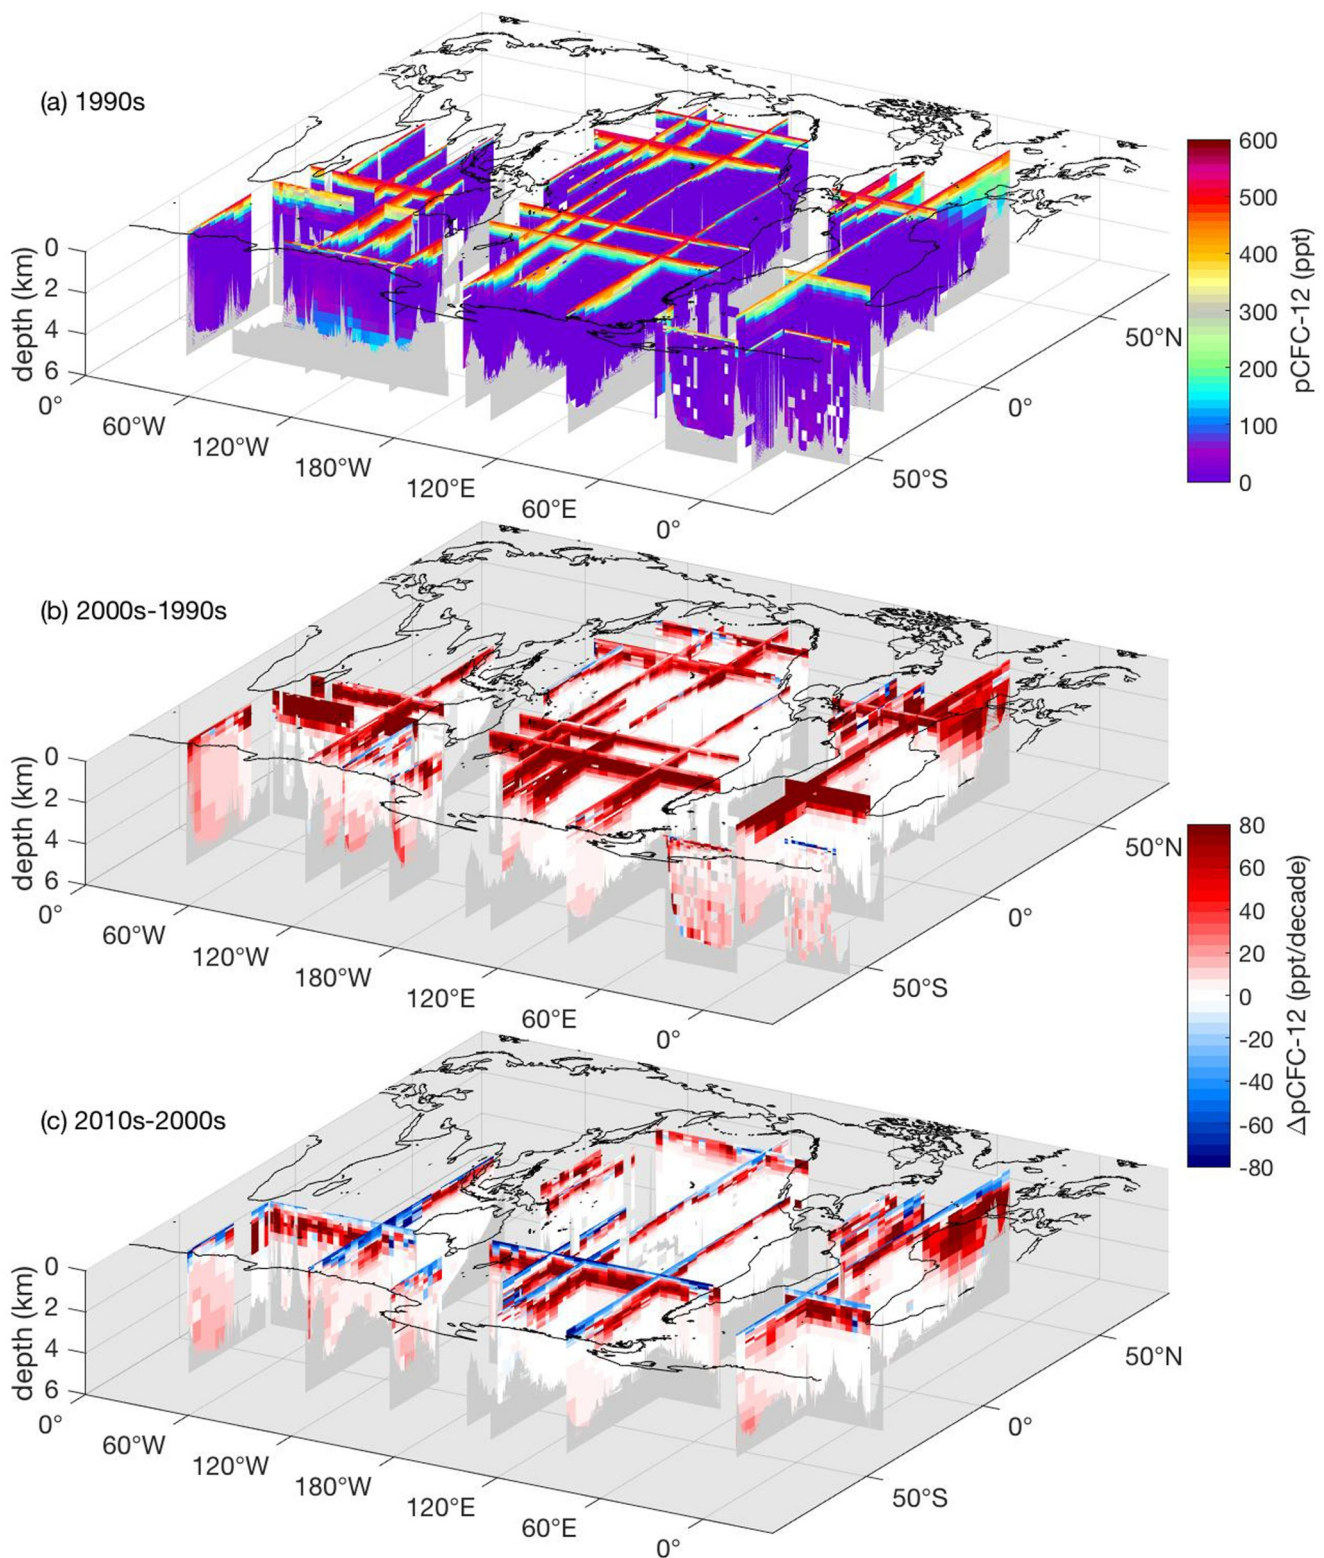 (a) 1990s
0
2
4
6
depth (km)
0°
60°W
120°W
180°W
120°E
60°E
0°
50°S
0°
50°N
600
500
400
300
200
100
0
pCFC-12 (ppt)
(b) 2000s-1990s
0
2
4
6
depth (km)
0°
60°W
120°W
180°W
120°E
60°E
0°
50°S
0°
50°N
80
60
40
20
0
-20
-40
-60
-80
ΔpCFC-12 (ppt/decade)
(c) 2010s-2000s
0
2
4
6
depth (km)
0°
60°W
120°W
180°W
120°E
60°E
0°
50°S
0°
50°N